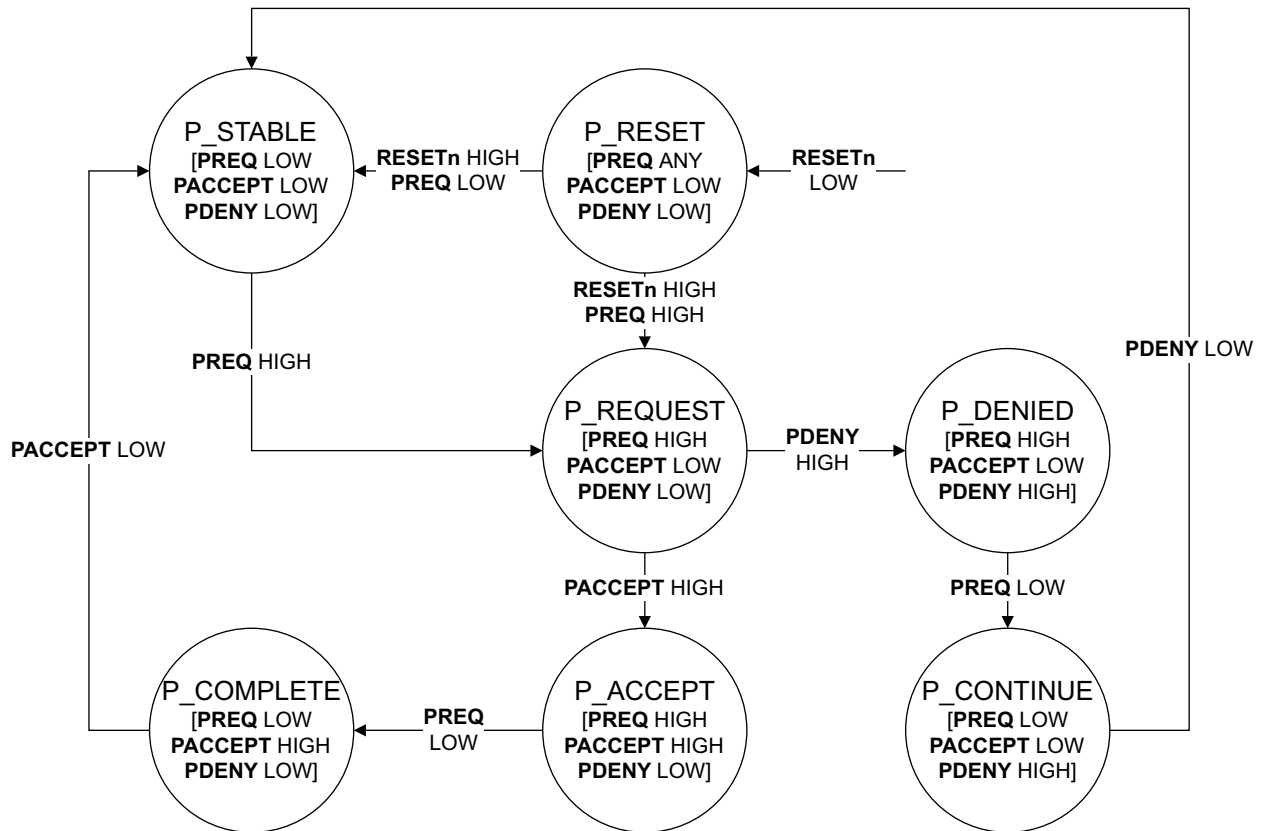 P_STABLE
[PREQ LOW
PACCEPT LOW
PDENY LOW]
RESETn HIGH
PREQ LOW
P_RESET
[PREQ ANY
PACCEPT LOW
PDENY LOW]
RESETn
LOW
RESETn HIGH
PREQ HIGH
PREQ HIGH
PDENY LOW
P_REQUEST
[PREQ HIGH
PACCEPT LOW
PDENY LOW]
PDENY
HIGH
P_DENIED
[PREQ HIGH
PACCEPT LOW
PDENY HIGH]
PACCEPT LOW
PACCEPT HIGH
PREQ LOW
P_COMPLETE
[PREQ LOW
PACCEPT HIGH
PDENY LOW]
PREQ
LOW
P_ACCEPT
[PREQ HIGH
PACCEPT HIGH
PDENY LOW]
P_CONTINUE
[PREQ LOW
PACCEPT LOW
PDENY HIGH]